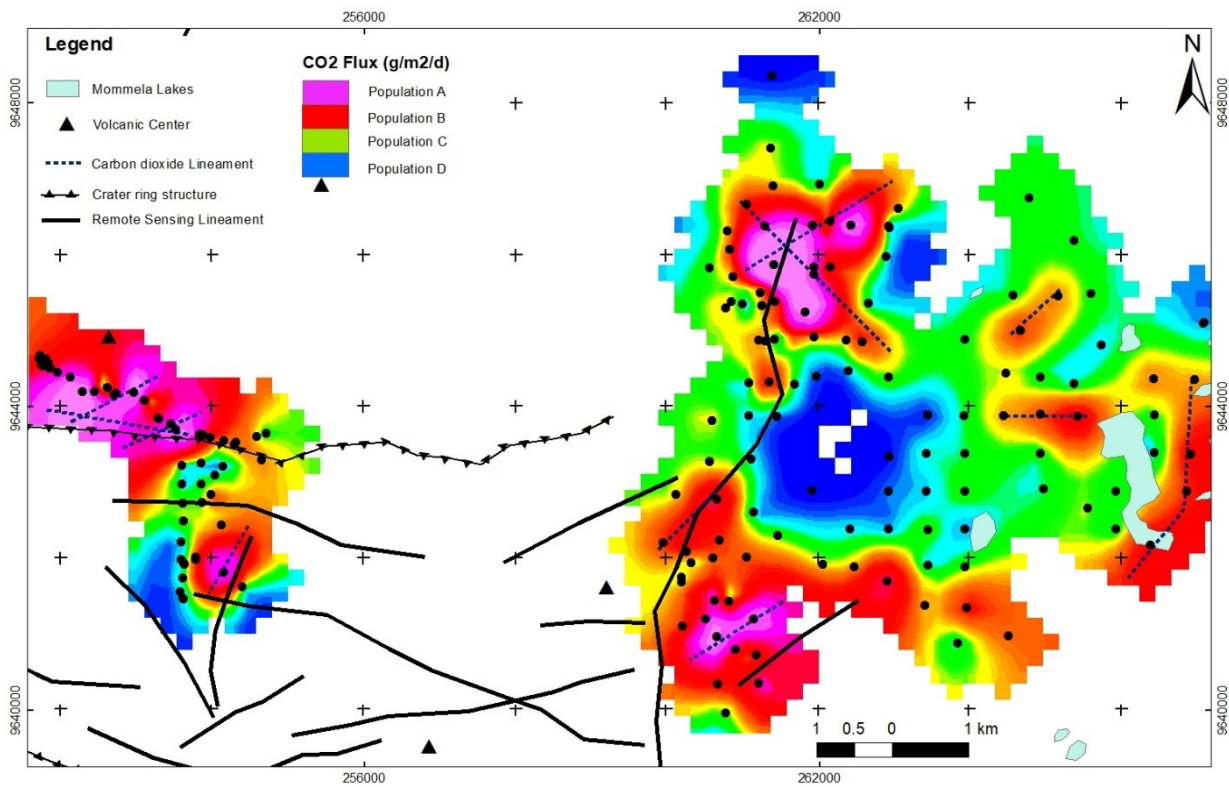 256000 262000
Legend
Mommela Lakes
Volcanic Center
Carbon dioxide Lineament
Crater ring structure
Remote Sensing Lineament
CO2 Flux (g/m2/d)
Population A
Population B
Population C
Population D
N
9648000 9648000
9644000 9644000
9640000 9640000
1 0.5 0 1 km
256000 262000